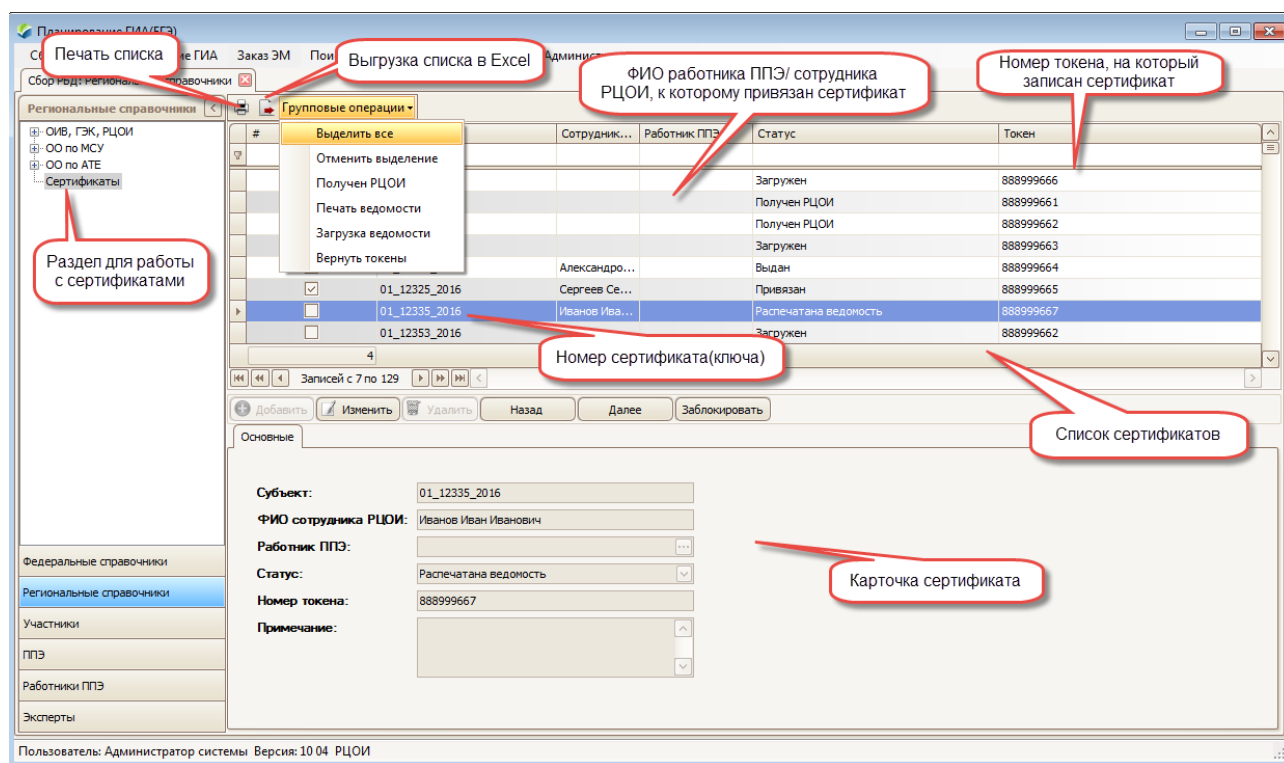 Планирование ГИА(ЕГЭ)
Печать списка
ие ГИА Заказ ЭМ
Выгрузка списка в Excel
ФИО работника ППЭ/ сотрудника
РЦОИ, к которому привязан сертификат
Номер токена, на который
записан сертификат
Региональные справочники
Групповые операции
ОИВ, ГЭК, РЦОИ
ОО по МСУ
ОО по АТЕ
Сертификаты
Раздел для работы
с сертификатами
Выделить все
Отменить выделение
Получен РЦОИ
Печать ведомости
Загрузка ведомости
Вернуть токены
# Сотрудник... Работник ППЭ Статус Токен
Загружен 888999666
Получен РЦОИ 888999661
Получен РЦОИ 888999662
Загружен 888999663
Александро... Выдан 888999664
01_12325_2016 Сергеев Се... Привязан 888999665
01_12335_2016 Иванов Ива... Распечатана ведомость 888999667
01_12353_2016 Загружен 888999662
4
Номер сертификата(ключа)
Записей с 7 по 129
Добавить Изменить Удалить Назад Далее Заблокировать
Список сертификатов
Основные
Субъект: 01_12335_2016
ФИО сотрудника РЦОИ: Иванов Иван Иванович
Работник ППЭ:
Статус: Распечатана ведомость
Номер токена: 888999667
Примечание:
Карточка сертификата
Федеральные справочники
Региональные справочники
Участники
ППЭ
Работники ППЭ
Эксперты
Пользователь: Администратор системы Версия: 10 04 РЦОИ